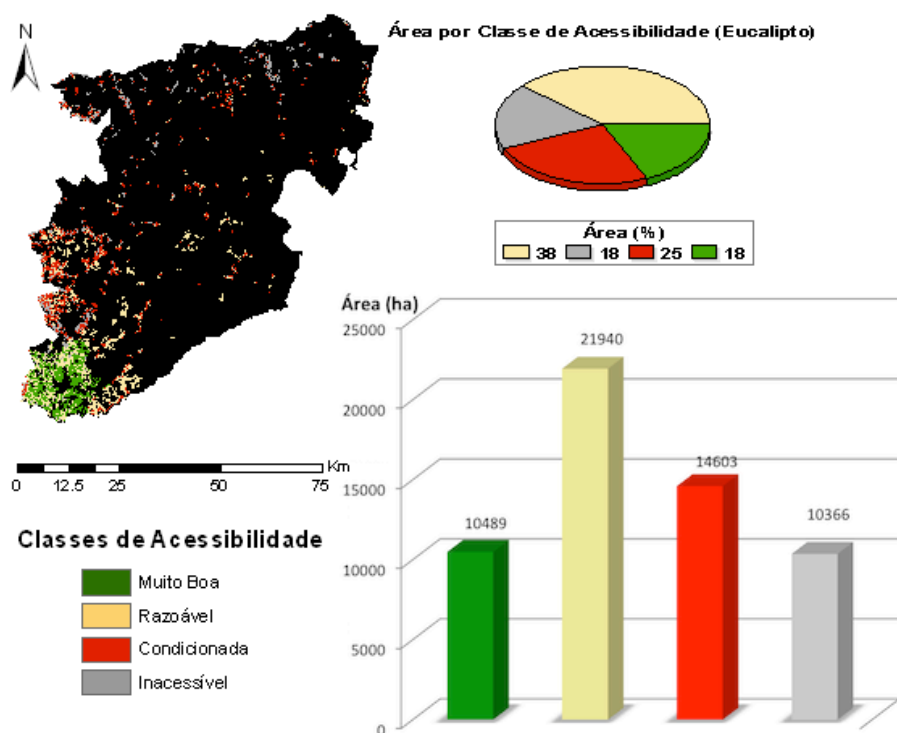 N
Área por Classe de Acessibilidade (Eucalipto)
Área (%)
38 18 25 18
Km
0 12.5 25 50 75
Classes de Acessibilidade
Muito Boa
Razoável
Condicionada
Inacessível
Área (ha)
25000
20000
15000
10000
5000
0
10489
21940
14603
10366